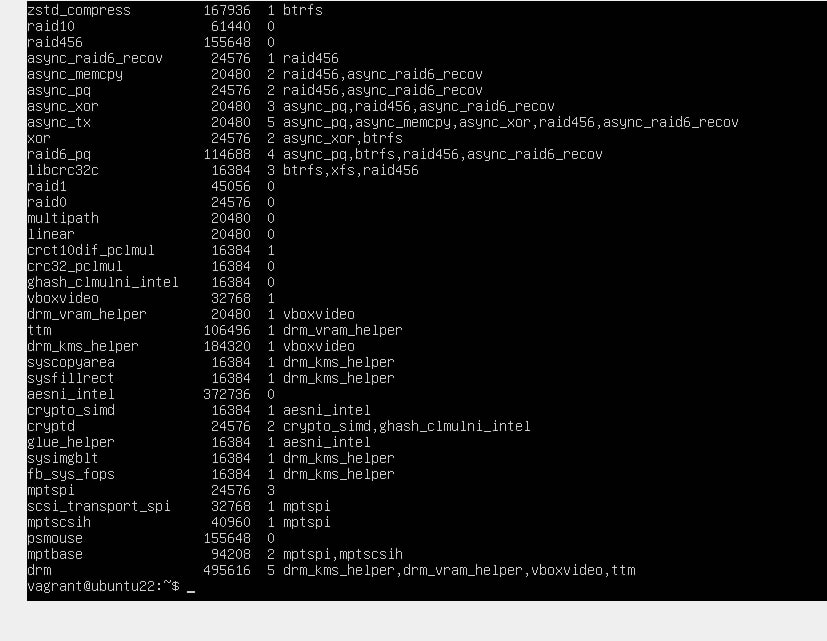 zstd_compress 167936 1 btrfs
raid10 61440 0
raid456 155648 0
async_raid6_recov 24576 1 raid456
async_memcpy 20480 2 raid456,async_raid6_recov
async_pq 24576 2 raid456,async_raid6_recov
async_xor 20480 3 async_pq,raid456,async_raid6_recov
async_tx 20480 5 async_pq,async_memcpy,async_xor,raid456,async_raid6_recov
xor 24576 2 async_xor,btrfs
raid6_pq 114688 4 async_pq,btrfs,raid456,async_raid6_recov
libcrc32c 16384 3 btrfs,xfs,raid456
raid1 45056 0
raid0 24576 0
multipath 20480 0
linear 20480 0
crct10dif_pclmul 16384 1
crc32_pclmul 16384 0
ghash_clmulni_intel 16384 0
vboxvideo 32768 1
drm_vram_helper 20480 1 vboxvideo
ttm 106496 1 drm_vram_helper
drm_kms_helper 184320 1 vboxvideo
syscopyarea 16384 1 drm_kms_helper
sysfillrect 16384 1 drm_kms_helper
aesni_intel 372736 0
crypto_simd 16384 1 aesni_intel
cryptd 24576 2 crypto_simd,ghash_clmulni_intel
glue_helper 16384 1 aesni_intel
sysimgblt 16384 1 drm_kms_helper
fb_sys_fops 16384 1 drm_kms_helper
mptspi 24576 3
scsi_transport_spi 32768 1 mptspi
mptscsih 40960 1 mptspi
psmouse 155648 0
mptbase 94208 2 mptspi,mptscsih
drm 495616 5 drm_kms_helper,drm_vram_helper,vboxvideo,ttm
vagrant@ubuntu22:~$ _